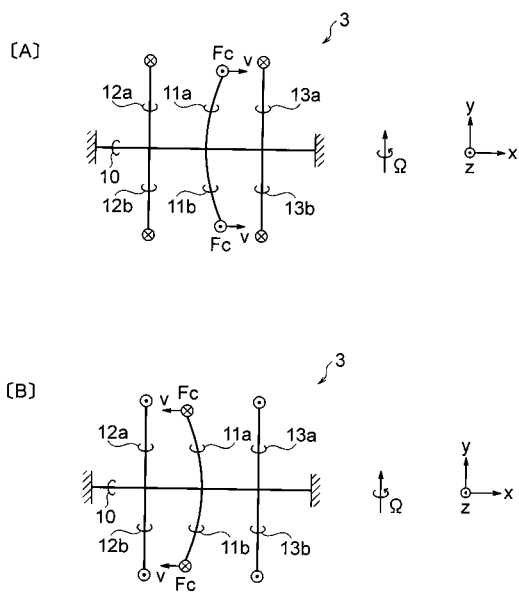 〔A〕
3
Fc v
12a 11a 13a
10
12b 11b 13b
Fc v
Ω
y
x
z
〔B〕
3
v Fc
12a 11a 13a
10
12b 11b 13b
v Fc
Ω
y
x
z